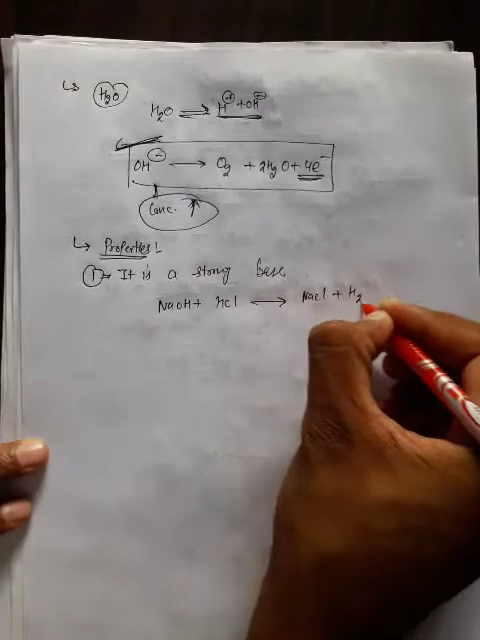 ↳ H₂O
H₂O ⇌ H⁺ + OH⁻
OH⁻ → O₂ + 2H₂O + 4e⁻
Conc. ↑
↳ Properties!
① → It is a strong base
NaOH + HCl ⟷ NaCl + H₂